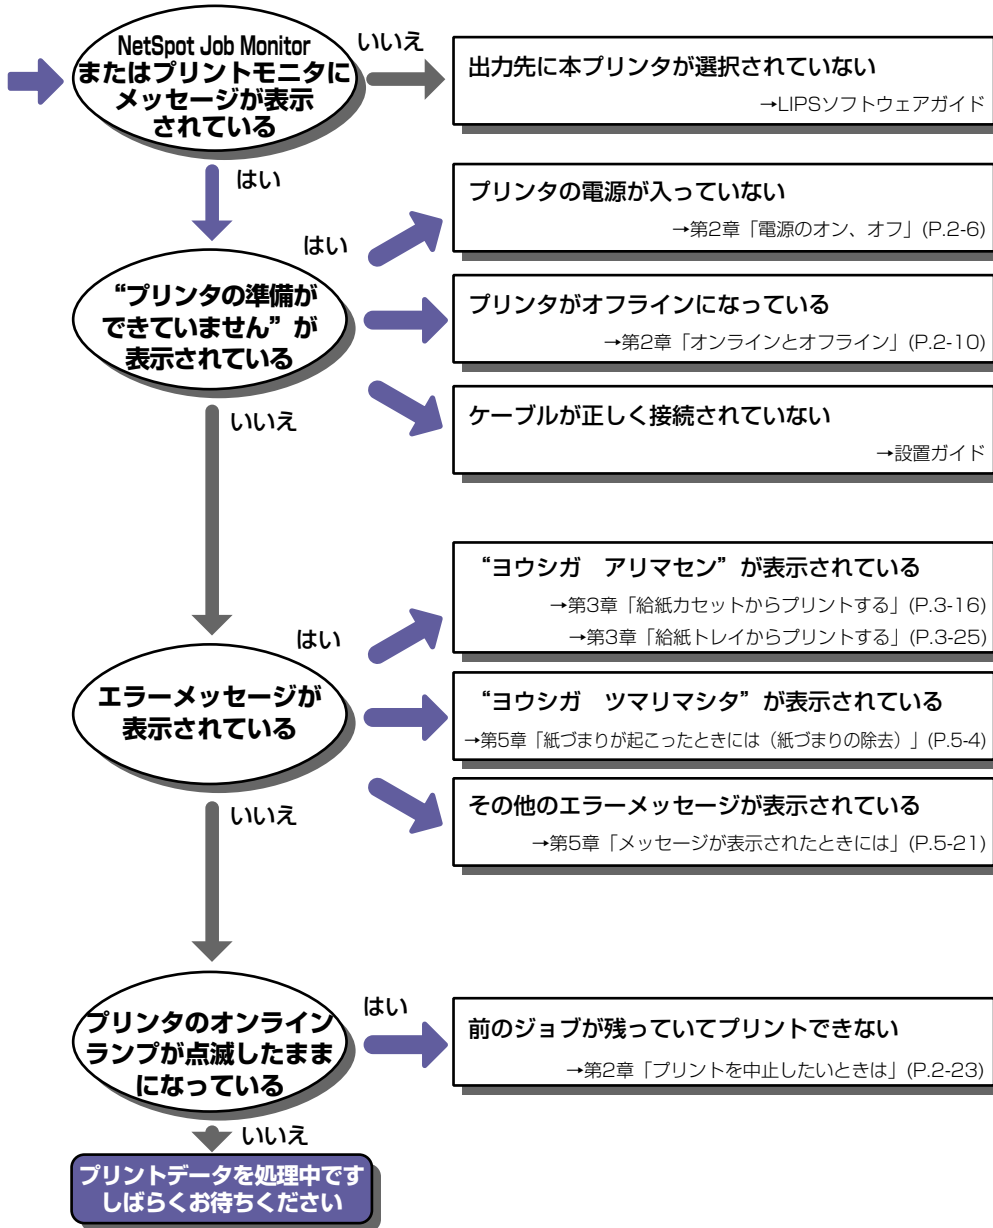 NetSpot Job Monitor
またはプリントモニタに
メッセージが表示
されている
いいえ
出力先に本プリンタが選択されていない
→LIPSソフトウェアガイド
はい
“プリンタの準備が
できていません”が
表示されている
はい
プリンタの電源が入っていない
→第2章「電源のオン、オフ」(P.2-6)
プリンタがオフラインになっている
→第2章「オンラインとオフライン」(P.2-10)
ケーブルが正しく接続されていない
→設置ガイド
いいえ
エラーメッセージが
表示されている
はい
“ヨウシガ　アリマセン”が表示されている
→第3章「給紙カセットからプリントする」(P.3-16)
→第3章「給紙トレイからプリントする」(P.3-25)
“ヨウシガ　ツマリマシタ”が表示されている
→第5章「紙づまりが起こったときには（紙づまりの除去）」(P.5-4)
その他のエラーメッセージが表示されている
→第5章「メッセージが表示されたときには」(P.5-21)
いいえ
プリンタのオンライン
ランプが点滅したまま
になっている
はい
前のジョブが残っていてプリントできない
→第2章「プリントを中止したいときは」(P.2-23)
いいえ
プリントデータを処理中です
しばらくお待ちください